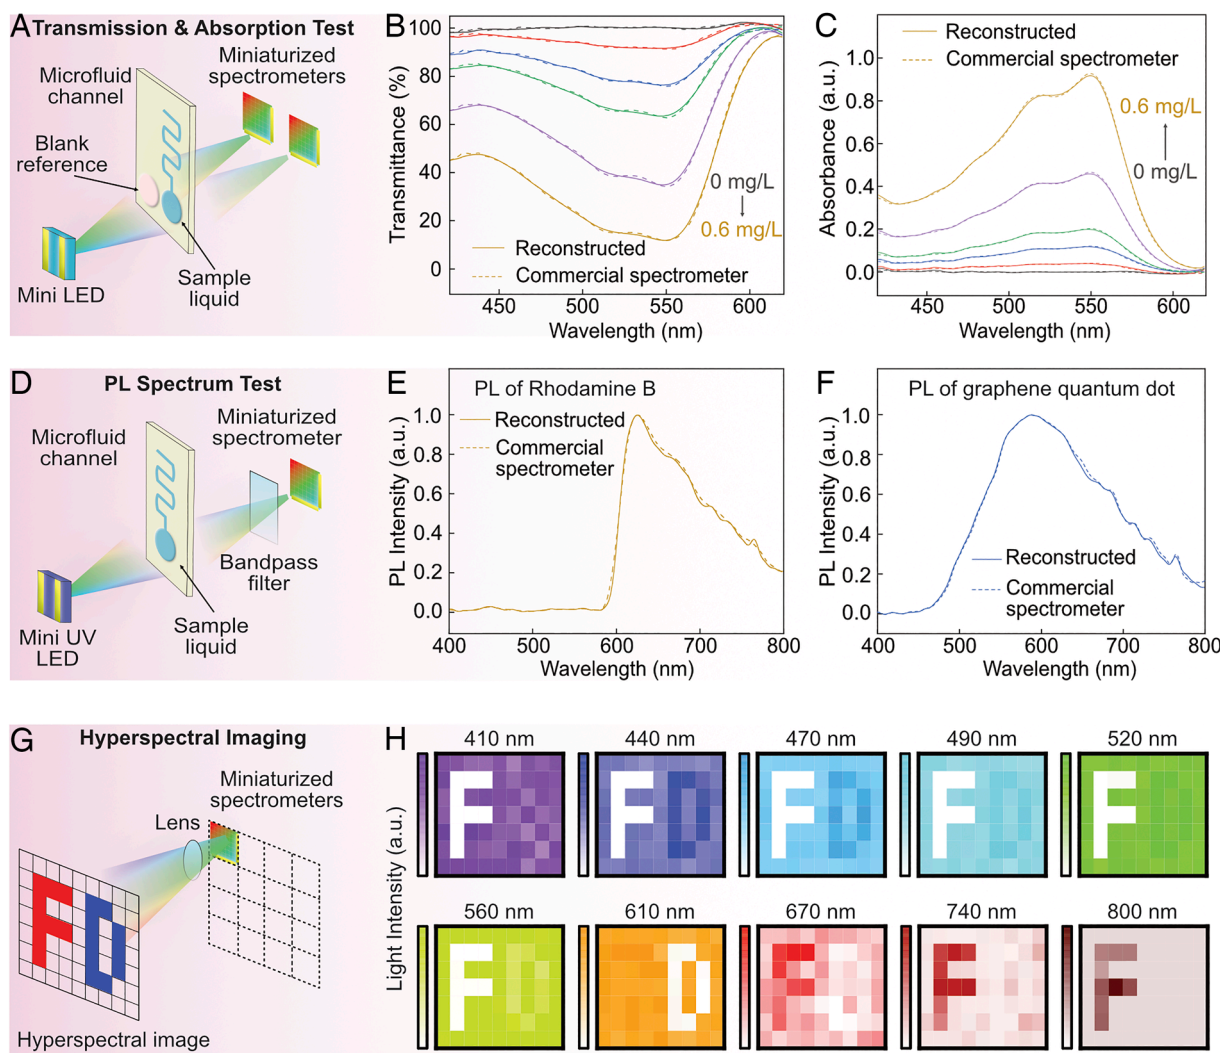 A Transmission & Absorption Test
Microfluid
channel
Miniaturized
spectrometers
Blank
reference
Sample
liquid
Mini LED
B
Transmittance (%)
100
80
60
40
20
0
0 mg/L
0.6 mg/L
Reconstructed
Commercial spectrometer
450 500 550 600
Wavelength (nm)
C
Absorbance (a.u.)
1.0
0.8
0.6
0.4
0.2
0.0
Reconstructed
Commercial spectrometer
0.6 mg/L
0 mg/L
450 500 550 600
Wavelength (nm)
D PL Spectrum Test
Microfluid
channel
Miniaturized
spectrometer
Bandpass
filter
Sample
liquid
Mini UV
LED
E
PL of Rhodamine B
Reconstructed
Commercial
spectrometer
PL Intensity (a.u.)
1.0
0.8
0.6
0.4
0.2
0.0
400 500 600 700 800
Wavelength (nm)
F
PL of graphene quantum dot
PL Intensity (a.u.)
1.0
0.8
0.6
0.4
0.2
0.0
Reconstructed
Commercial
spectrometer
400 500 600 700 800
Wavelength (nm)
G Hyperspectral Imaging
Miniaturized
spectrometers
Lens
FD
Hyperspectral image
H
Light Intensity (a.u.)
410 nm 440 nm 470 nm 490 nm 520 nm
F FD FD FD F
560 nm 610 nm 670 nm 740 nm 800 nm
F D F F F